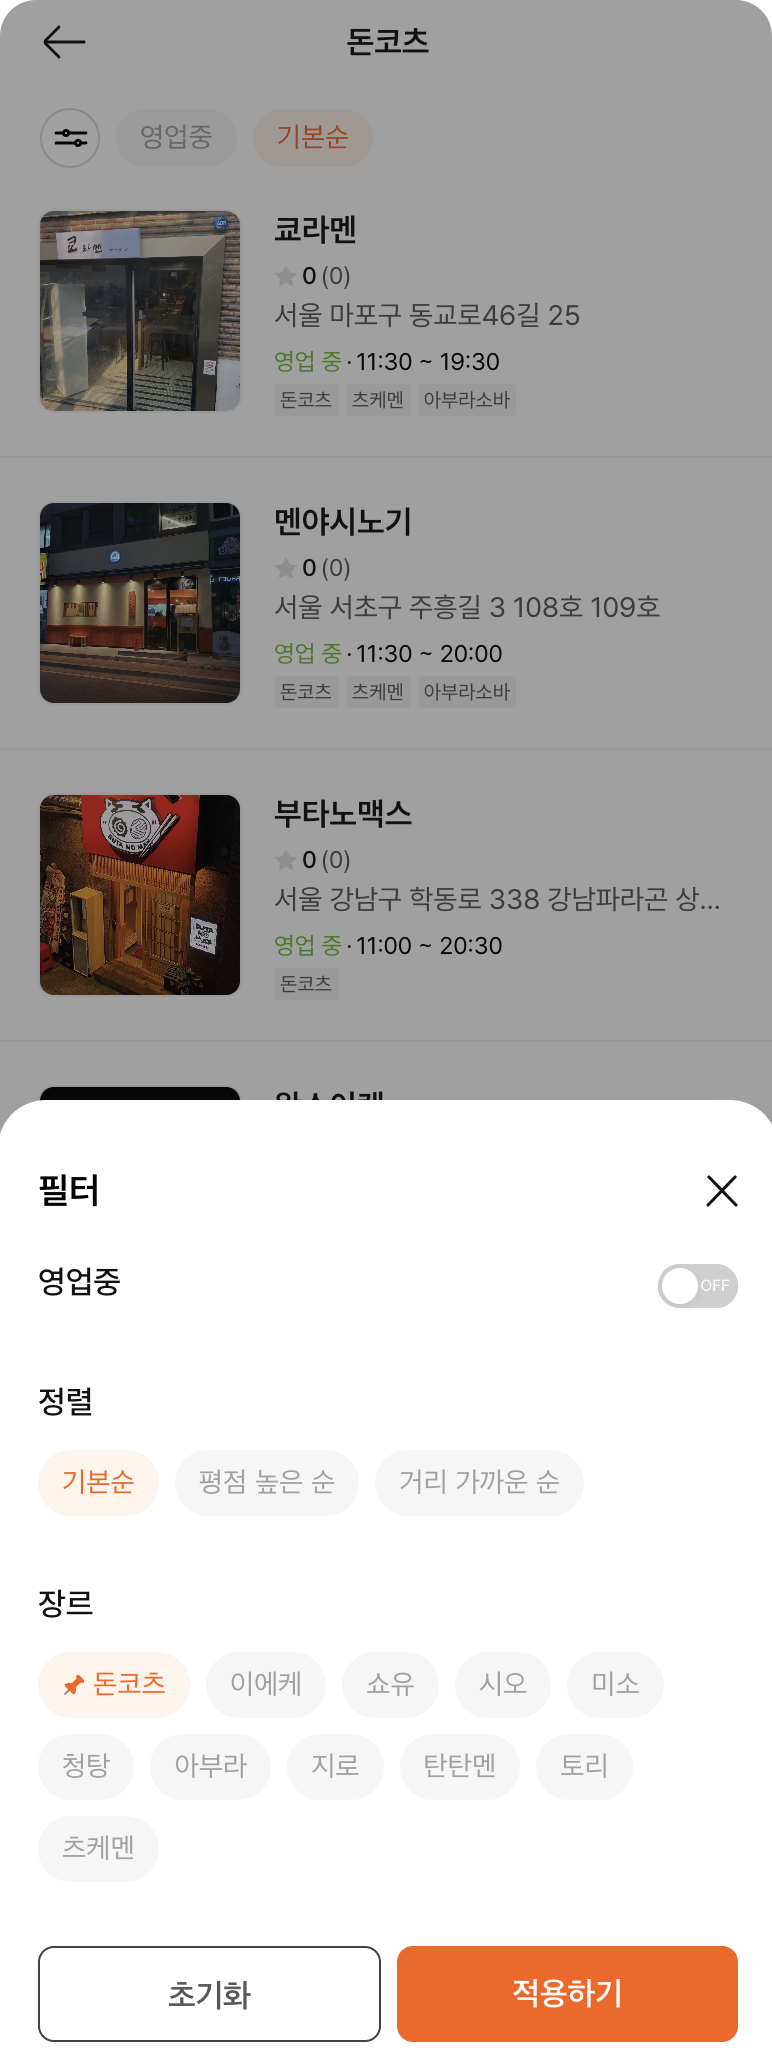 돈코츠
영업중 기본순
쿄라멘
쿄라멘
0 (0)
서울 마포구 동교로46길 25
영업 중 · 11:30 ~ 19:30
돈코츠 츠케멘 아부라소바
멘야시노기
0 (0)
서울 서초구 주흥길 3 108호 109호
영업 중 · 11:30 ~ 20:00
돈코츠 츠케멘 아부라소바
BUTA NO
부타노맥스
0 (0)
서울 강남구 학동로 338 강남파라곤 상...
영업 중 · 11:00 ~ 20:30
돈코츠
필터
영업중 OFF
정렬
기본순 평점 높은 순 거리 가까운 순
장르
돈코츠 이에케 쇼유 시오 미소
청탕 아부라 지로 탄탄멘 토리
츠케멘
초기화 적용하기